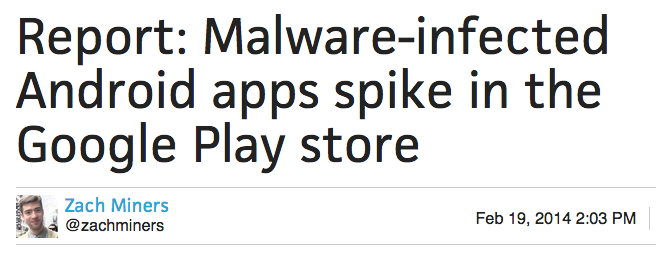 Report: Malware-infected
Android apps spike in the
Google Play store
Zach Miners
@zachminers
Feb 19, 2014 2:03 PM